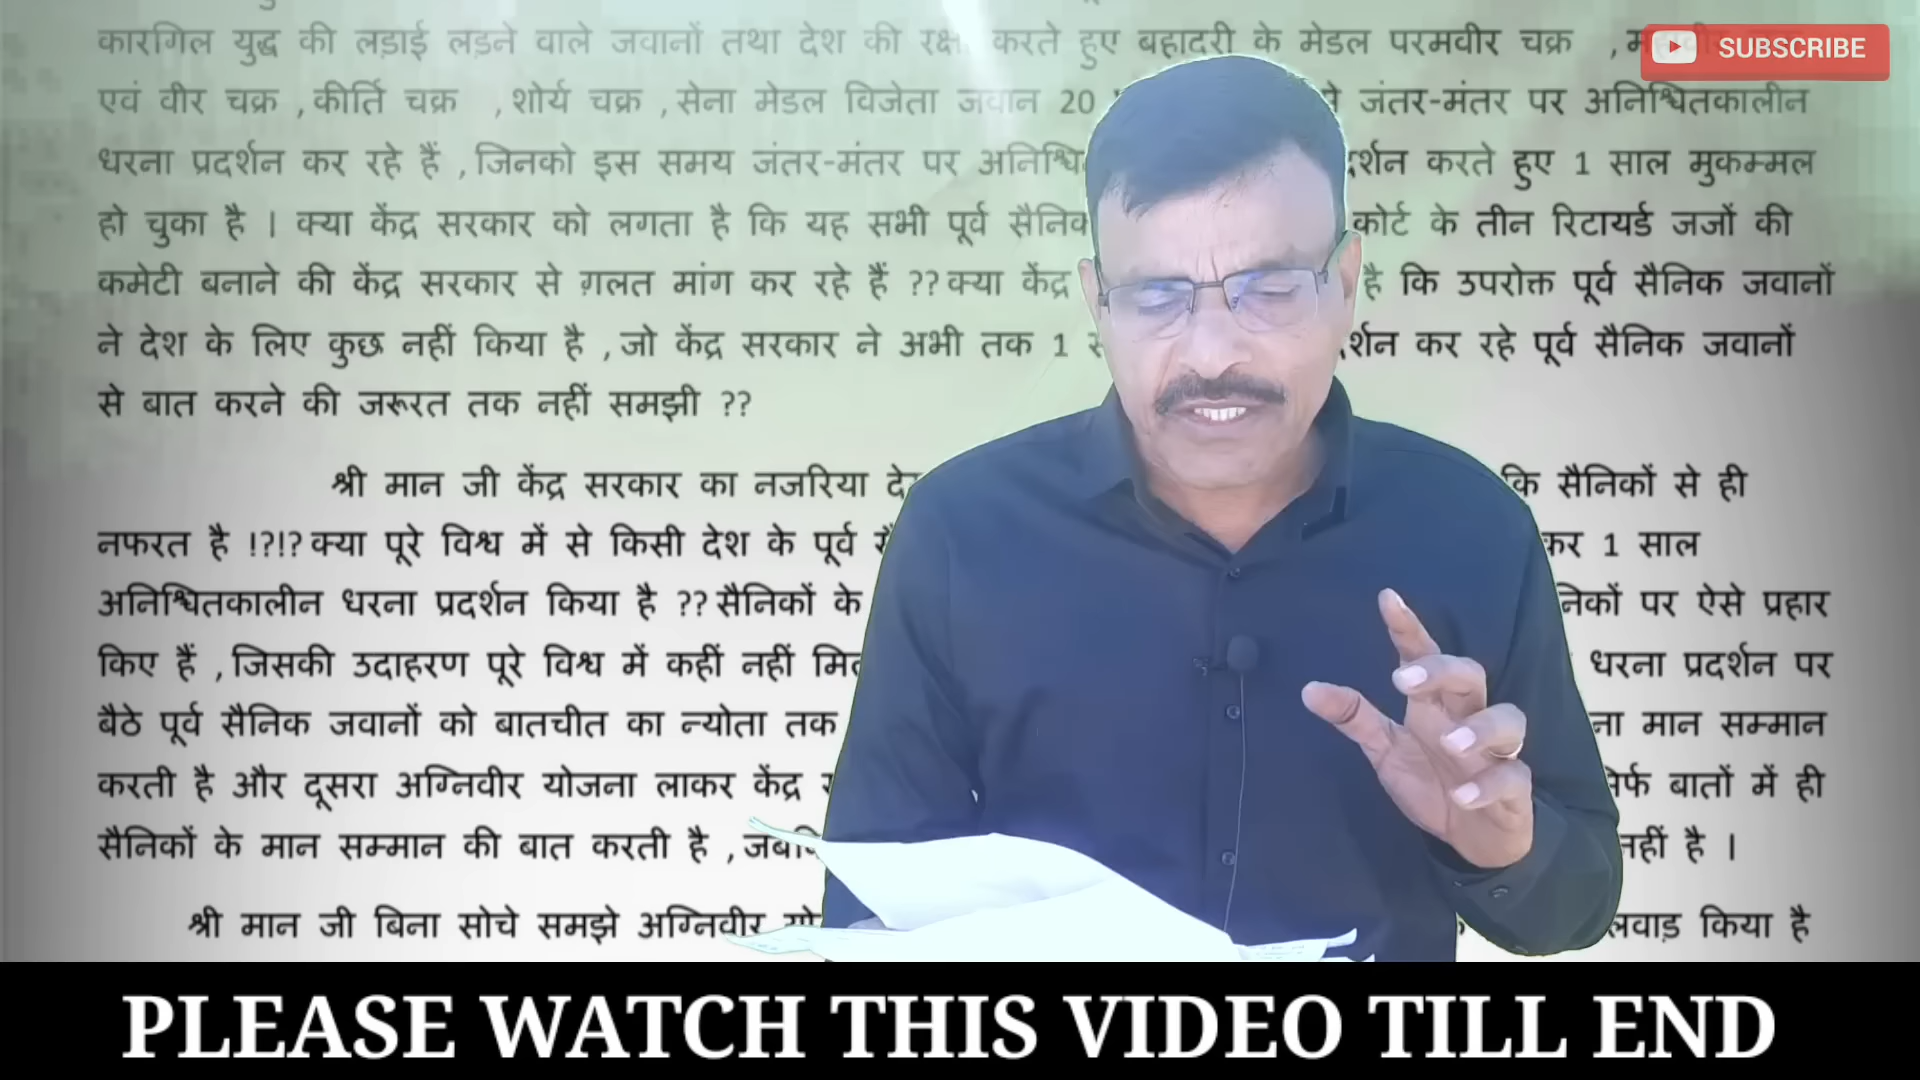 कारगिल युद्ध की लड़ाई लड़ने वाले जवानों तथा देश की रक्षा करते हुए बहादुरी के मेडल परमवीर चक्र ,
SUBSCRIBE
एवं वीर चक्र ,कीर्ति चक्र ,शोर्य चक्र ,सेना मेडल विजेता जवान 20 जंतर-मंतर पर अनिश्चितकालीन
धरना प्रदर्शन कर रहे हैं ,जिनको इस समय जंतर-मंतर पर करते हुए 1 साल मुकम्मल
हो चुका है । क्या केंद्र सरकार को लगता है कि यह सभी पूर्व कोर्ट के तीन रिटायर्ड जजों की
कमेटी बनाने की केंद्र सरकार से ग़लत मांग कर रहे हैं ??क्या केंद्र है कि उपरोक्त पूर्व सैनिक जवानों
ने देश के लिए कुछ नहीं किया है ,जो केंद्र सरकार ने अभी तक 1 कर रहे पूर्व सैनिक जवानों
से बात करने की जरूरत तक नहीं समझी ??
श्री मान जी केंद्र सरकार का नजरिया कि सैनिकों से ही
नफरत है !?!?क्या पूरे विश्व में से किसी देश के पूर्व कर 1 साल
अनिश्चितकालीन धरना प्रदर्शन किया है ??सैनिकों के पर ऐसे प्रहार
किए हैं ,जिसकी उदाहरण पूरे विश्व में कहीं नहीं धरना प्रदर्शन पर
बैठे पूर्व सैनिक जवानों को बातचीत का न्योता तक मान सम्मान
करती है और दूसरा अग्निवीर योजना लाकर केंद्र बातों में ही
सैनिकों के मान सम्मान की बात करती है , नहीं है ।
श्री मान जी बिना सोचे समझे अग्निवीर किया है
PLEASE WATCH THIS VIDEO TILL END